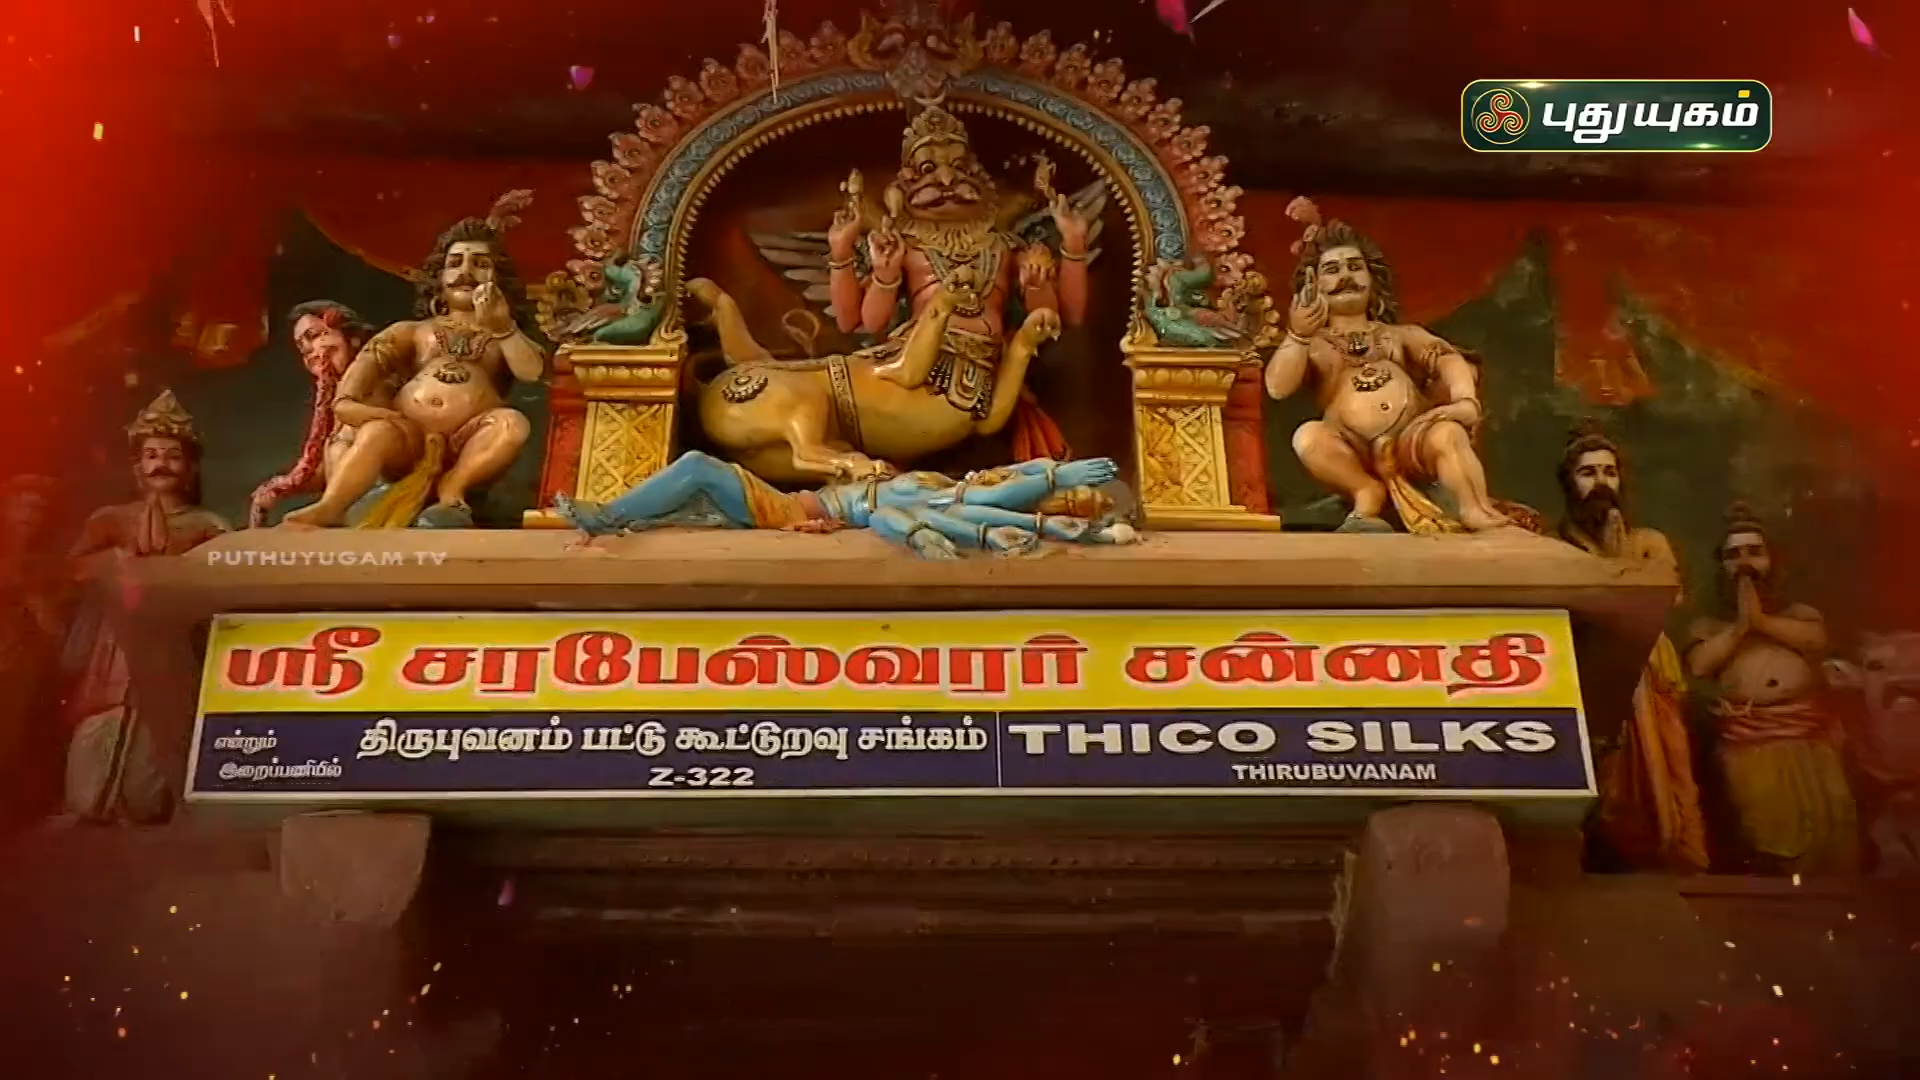 புதுயுகம்
PUTHUYUGAM TV
ஸ்ரீ சரபேஸ்வரர் சன்னதி
என்றும் இறைப்பணியில்
திருபுவனம் பட்டு கூட்டுறவு சங்கம்
Z-322
THICO SILKS
THIRUBUVANAM